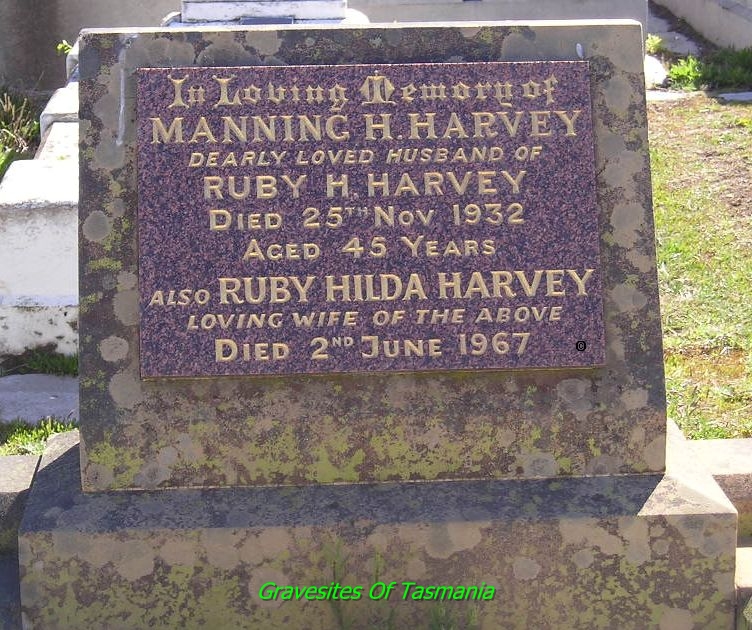 In Loving Memory of
MANNING H. HARVEY
DEARLY LOVED HUSBAND OF
RUBY H. HARVEY
DIED 25TH NOV 1932
AGED 45 YEARS
ALSO RUBY HILDA HARVEY
LOVING WIFE OF THE ABOVE
DIED 2ND JUNE 1967
©
Gravesites Of Tasmania